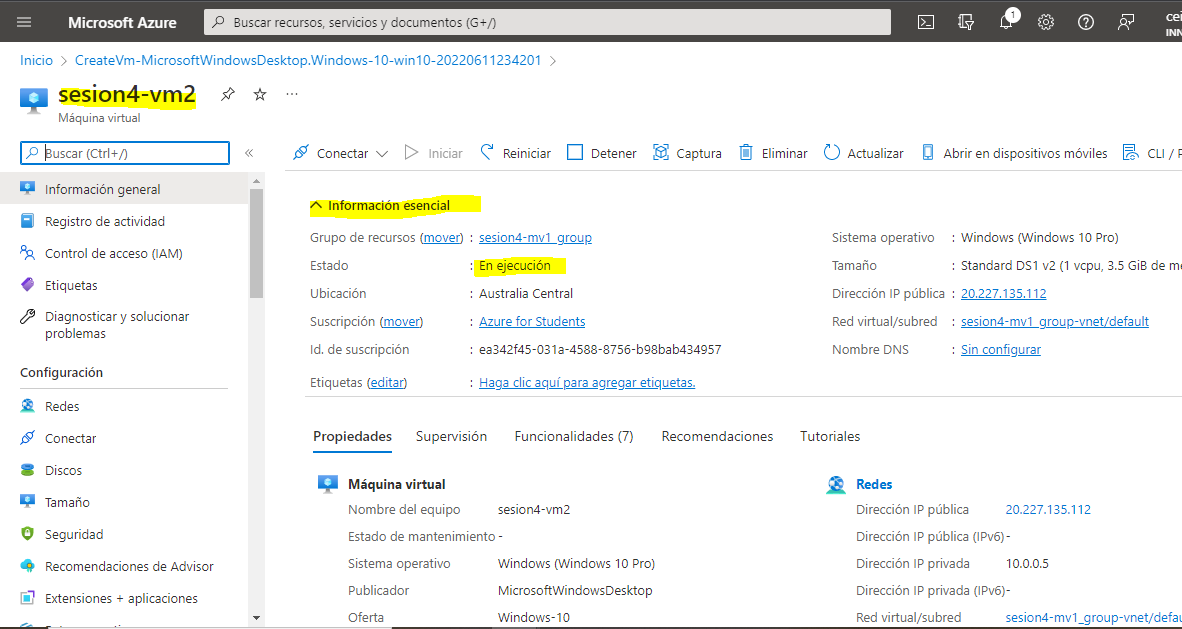 Microsoft Azure
Buscar recursos, servicios y documentos (G+/)
1
Inicio > CreateVm-MicrosoftWindowsDesktop.Windows-10-win10-20220611234201 >
sesion4-vm2
Máquina virtual
Buscar (Ctrl+/)
«
Conectar
Iniciar
Reiniciar
Detener
Captura
Eliminar
Actualizar
Abrir en dispositivos móviles
CLI /
Información general
Registro de actividad
Control de acceso (IAM)
Etiquetas
Diagnosticar y solucionar
problemas
Configuración
Redes
Conectar
Discos
Tamaño
Seguridad
Recomendaciones de Advisor
Extensiones + aplicaciones
Información esencial
Grupo de recursos (mover) : sesion4-mv1_group
Estado : En ejecución
Ubicación : Australia Central
Suscripción (mover) : Azure for Students
Id. de suscripción : ea342f45-031a-4588-8756-b98bab434957
Etiquetas (editar) : Haga clic aquí para agregar etiquetas.
Sistema operativo : Windows (Windows 10 Pro)
Tamaño : Standard DS1 v2 (1 vcpu, 3.5 GiB de
Dirección IP pública : 20.227.135.112
Red virtual/subred : sesion4-mv1_group-vnet/default
Nombre DNS : Sin configurar
Propiedades
Supervisión
Funcionalidades (7)
Recomendaciones
Tutoriales
Máquina virtual
Nombre del equipo sesion4-vm2
Estado de mantenimiento -
Sistema operativo Windows (Windows 10 Pro)
Publicador MicrosoftWindowsDesktop
Oferta Windows-10
Redes
Dirección IP pública 20.227.135.112
Dirección IP pública (IPv6) -
Dirección IP privada 10.0.0.5
Dirección IP privada (IPv6) -
Red virtual/subred sesion4-mv1_group-vnet/defau